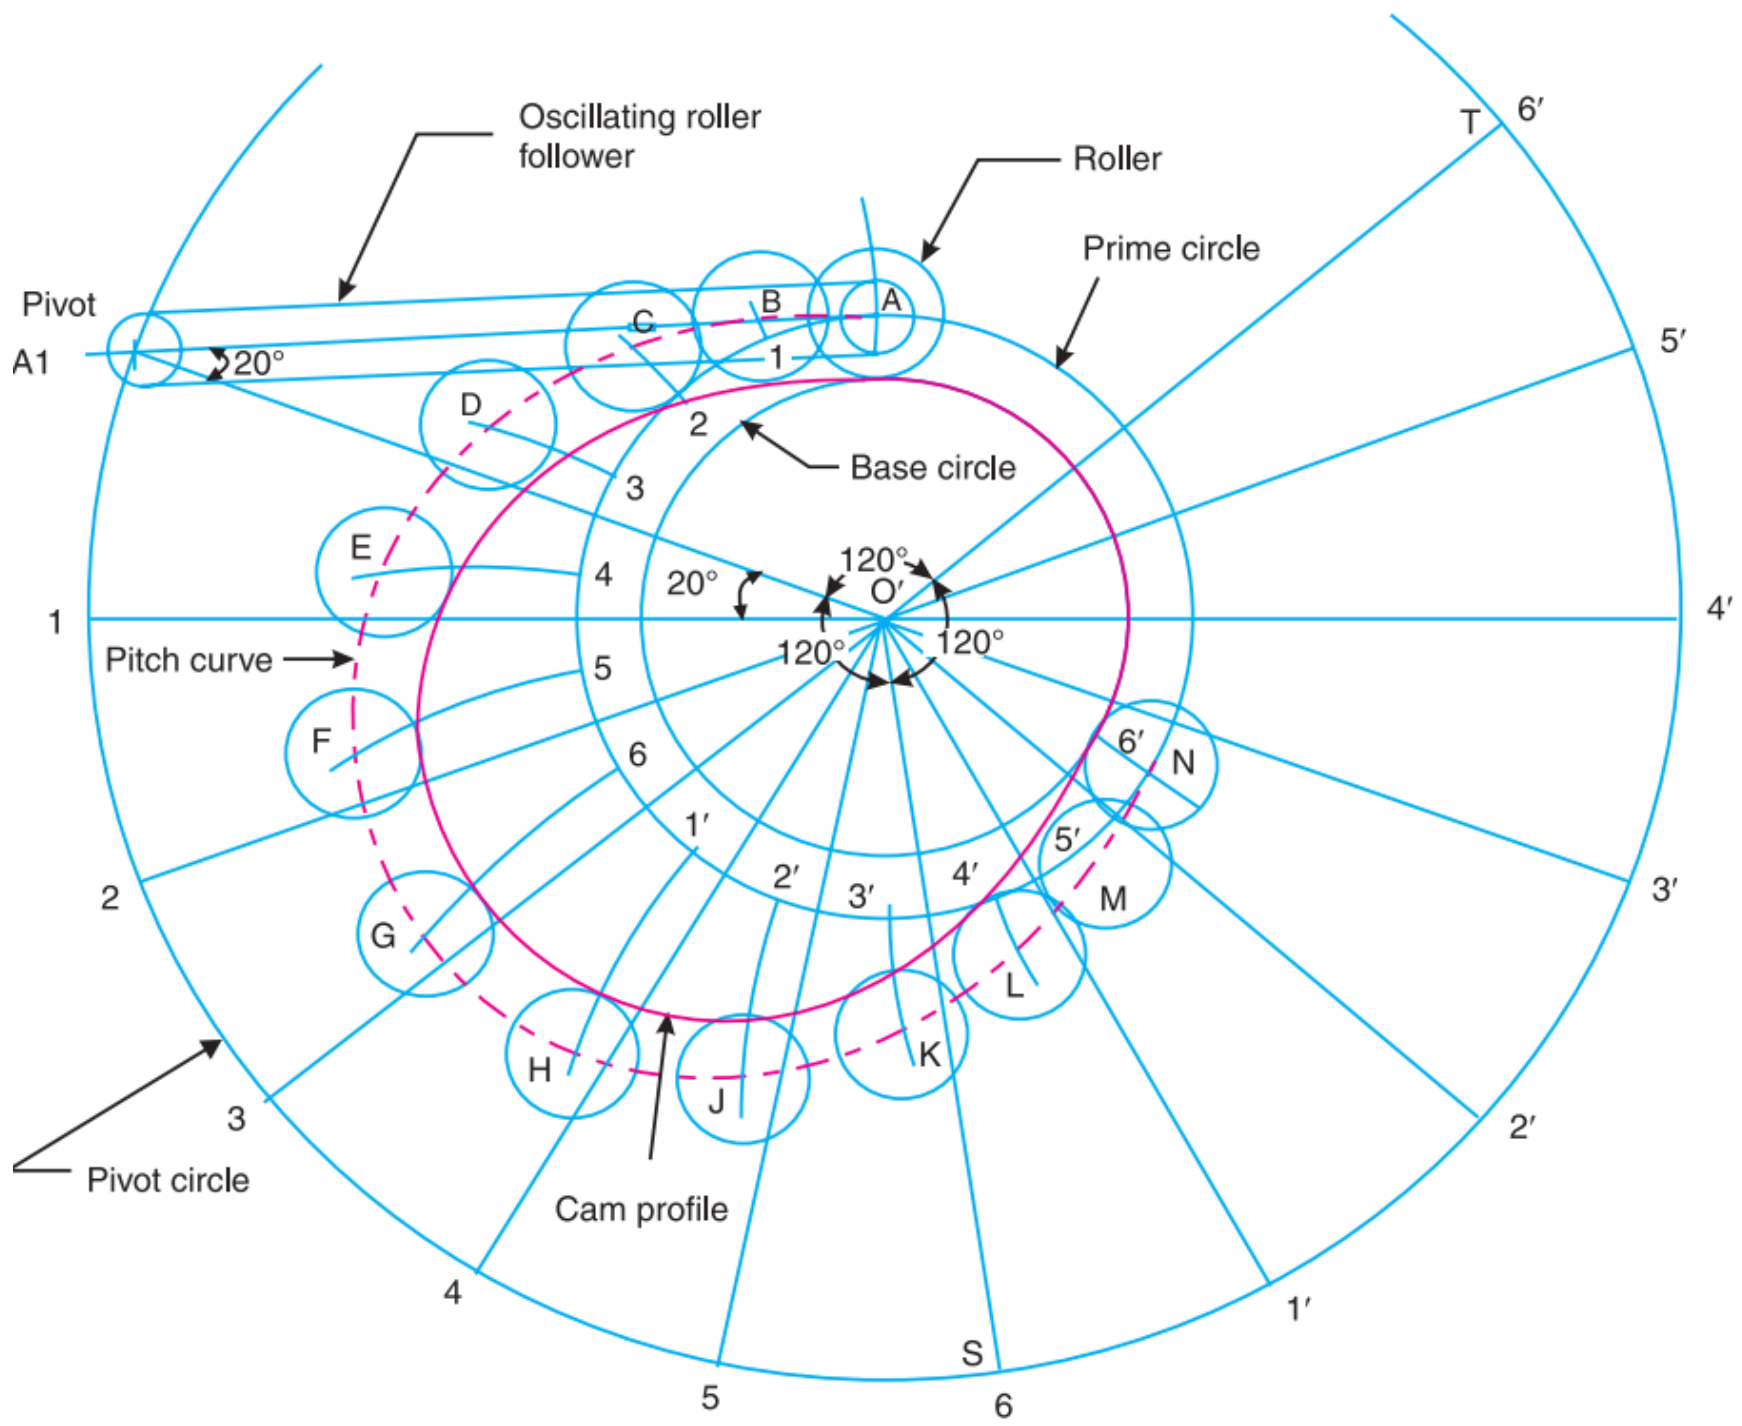 T
6′
Oscillating roller
follower
Roller
Prime circle
Pivot
A
B
C
5′
A1
20°
1
D
2
Base circle
3
E
120°
O′
4
20°
4′
1
120°
120°
Pitch curve
5
F
6
6′
N
1′
5′
2′
4′
3′
3′
2
M
G
L
K
H
J
3
2′
Pivot circle
Cam profile
4
1′
S
5
6